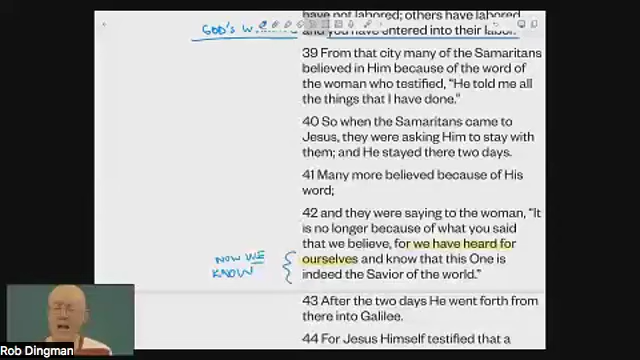 have not labored; others have labored
GOD'S
and you have entered into their labor."
39 From that city many of the Samaritans
believed in Him because of the word of
the woman who testified, "He told me all
the things that I have done."
40 So when the Samaritans came to
Jesus, they were asking Him to stay with
them; and He stayed there two days.
41 Many more believed because of His
word;
42 and they were saying to the woman, "It
is no longer because of what you said
that we believe, for we have heard for
ourselves and know that this One is
indeed the Savior of the world."
NOW WE
KNOW
43 After the two days He went forth from
there into Galilee.
44 For Jesus Himself testified that a
Rob Dingman